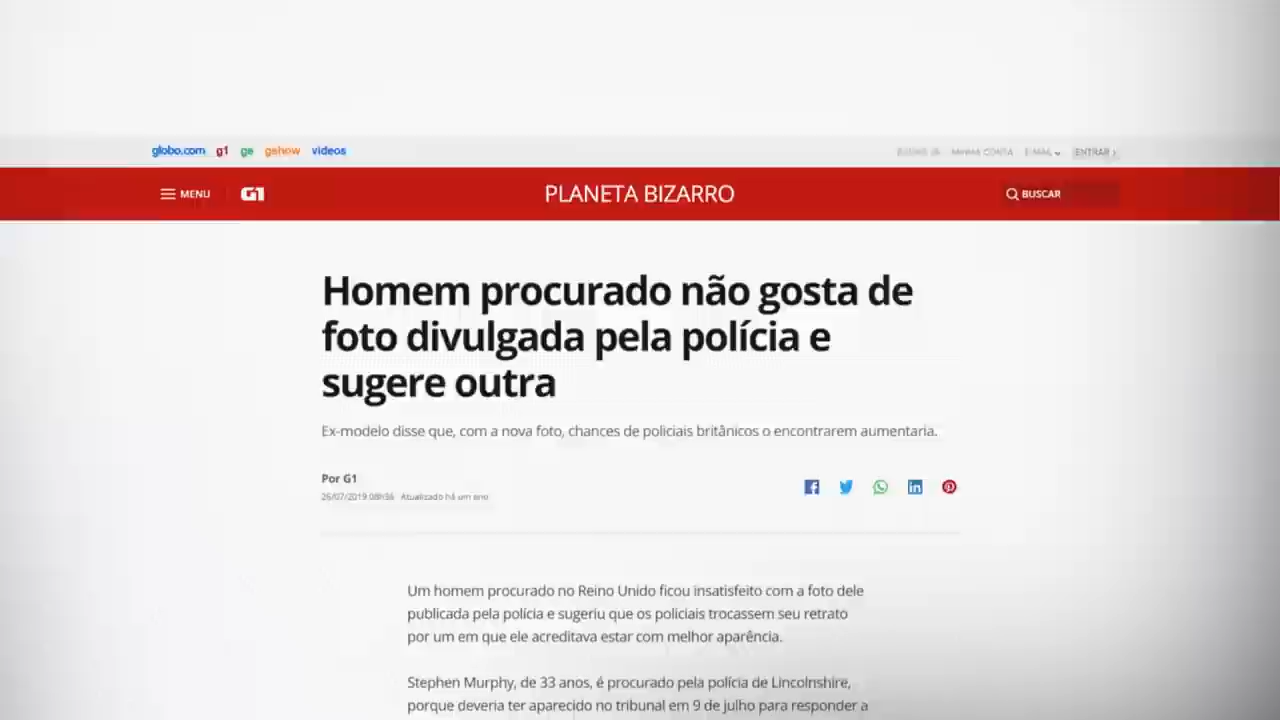 globo.com g1 ge gshow videos
MINHA CONTA E-MAIL ENTRAR ›
MENU G1 PLANETA BIZARRO BUSCAR
Homem procurado não gosta de
foto divulgada pela polícia e
sugere outra
Ex-modelo disse que, com a nova foto, chances de policiais britânicos o encontrarem aumentaria.
Por G1
26/07/2019 08h36 Atualizado há um ano
Um homem procurado no Reino Unido ficou insatisfeito com a foto dele
publicada pela polícia e sugeriu que os policiais trocassem seu retrato
por um em que ele acreditava estar com melhor aparência.
Stephen Murphy, de 33 anos, é procurado pela polícia de Lincolnshire,
porque deveria ter aparecido no tribunal em 9 de julho para responder a